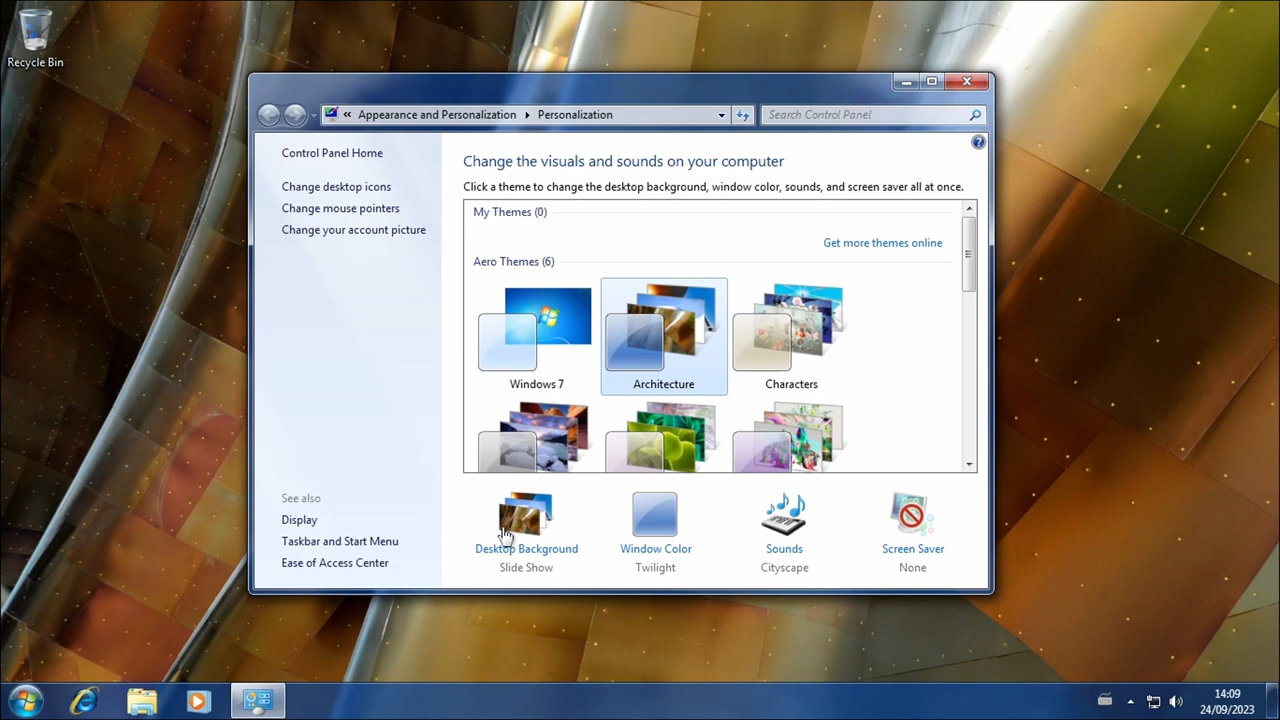 Recycle Bin
« Appearance and Personalization ▸ Personalization
Search Control Panel
Control Panel Home
Change desktop icons
Change mouse pointers
Change your account picture
See also
Display
Taskbar and Start Menu
Ease of Access Center
Change the visuals and sounds on your computer
Click a theme to change the desktop background, window color, sounds, and screen saver all at once.
My Themes (0)
Get more themes online
Aero Themes (6)
Windows 7
Architecture
Characters
Desktop Background
Slide Show
Window Color
Twilight
Sounds
Cityscape
Screen Saver
None
14:09
24/09/2023